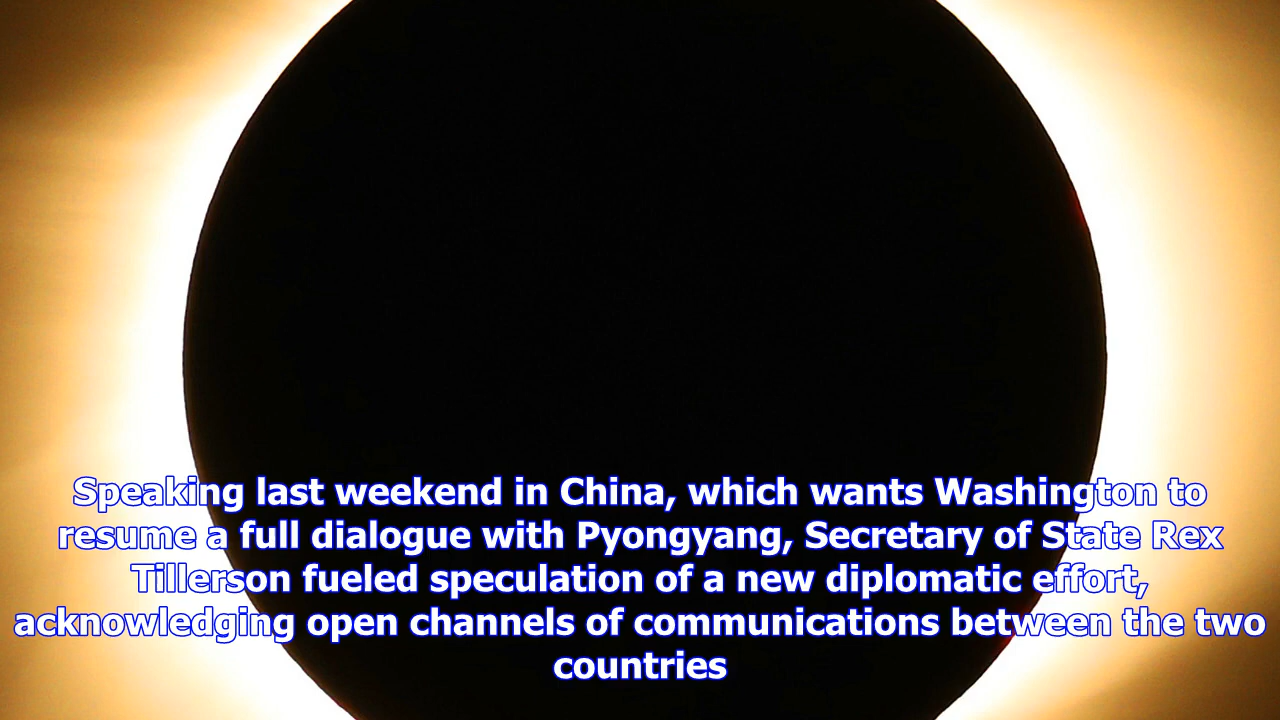 Speaking last weekend in China, which wants Washington to
resume a full dialogue with Pyongyang, Secretary of State Rex
Tillerson fueled speculation of a new diplomatic effort,
acknowledging open channels of communications between the two
countries